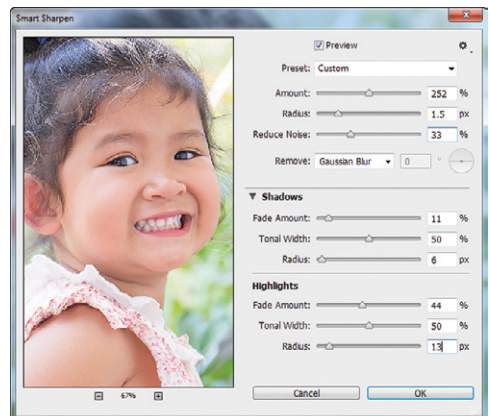 Smart Sharpen
Preview
Preset: Custom
Amount: 252 %
Radius: 1.5 px
Reduce Noise: 33 %
Remove: Gaussian Blur 0 °
Shadows
Fade Amount: 11 %
Tonal Width: 50 %
Radius: 6 px
Highlights
Fade Amount: 44 %
Tonal Width: 50 %
Radius: 13 px
67%
Cancel OK